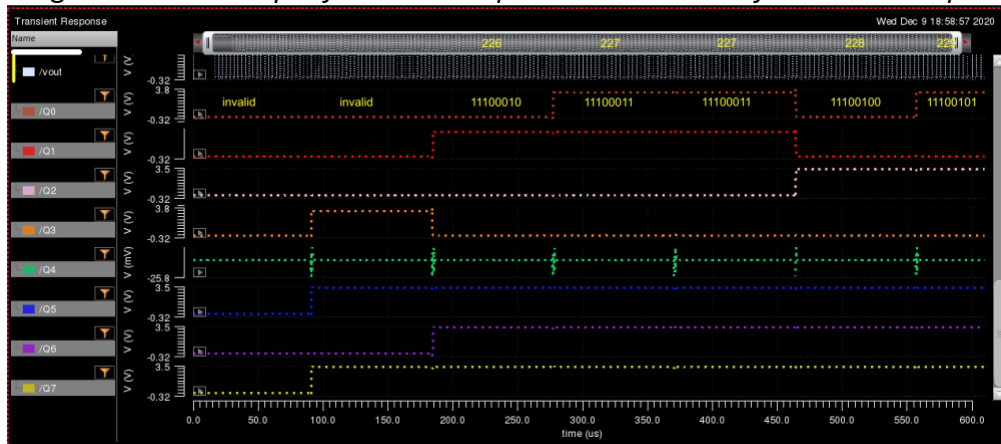 Transient Response Wed Dec 9 18:58:57 2020
Name
226 227 227 228 229
/vout V (V) -0.32
/Q0 V (V) 3.8 -0.32 invalid invalid 11100010 11100011 11100011 11100100 11100101
/Q1 V (V) -0.32
/Q2 V (V) 3.5 -0.32
/Q3 V (V) 3.8 -0.32
/Q4 V (mV) -25.8
/Q5 V (V) 3.5 -0.32
/Q6 V (V) 3.5 -0.32
/Q7 V (V) 3.5 -0.32
0.0 50.0 100.0 150.0 200.0 250.0 300.0 350.0 400.0 450.0 500.0 550.0 600.0
time (us)